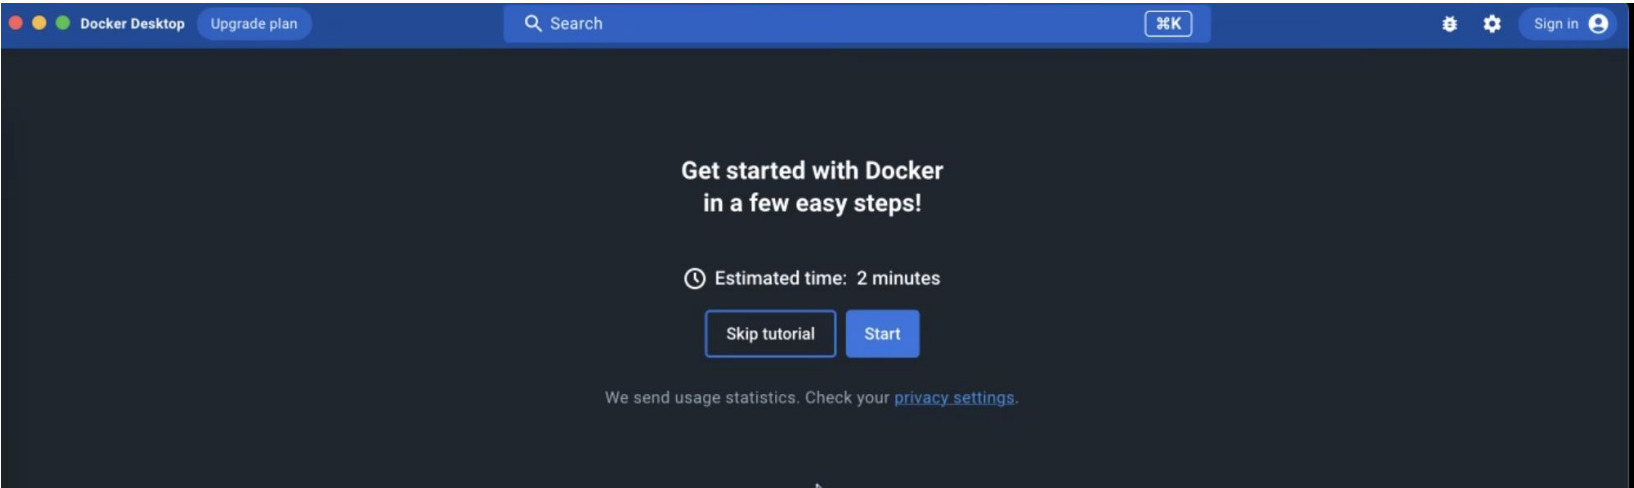 Docker Desktop Upgrade plan Search ⌘K Sign in
Get started with Docker
in a few easy steps!
Estimated time: 2 minutes
Skip tutorial Start
We send usage statistics. Check your privacy settings.